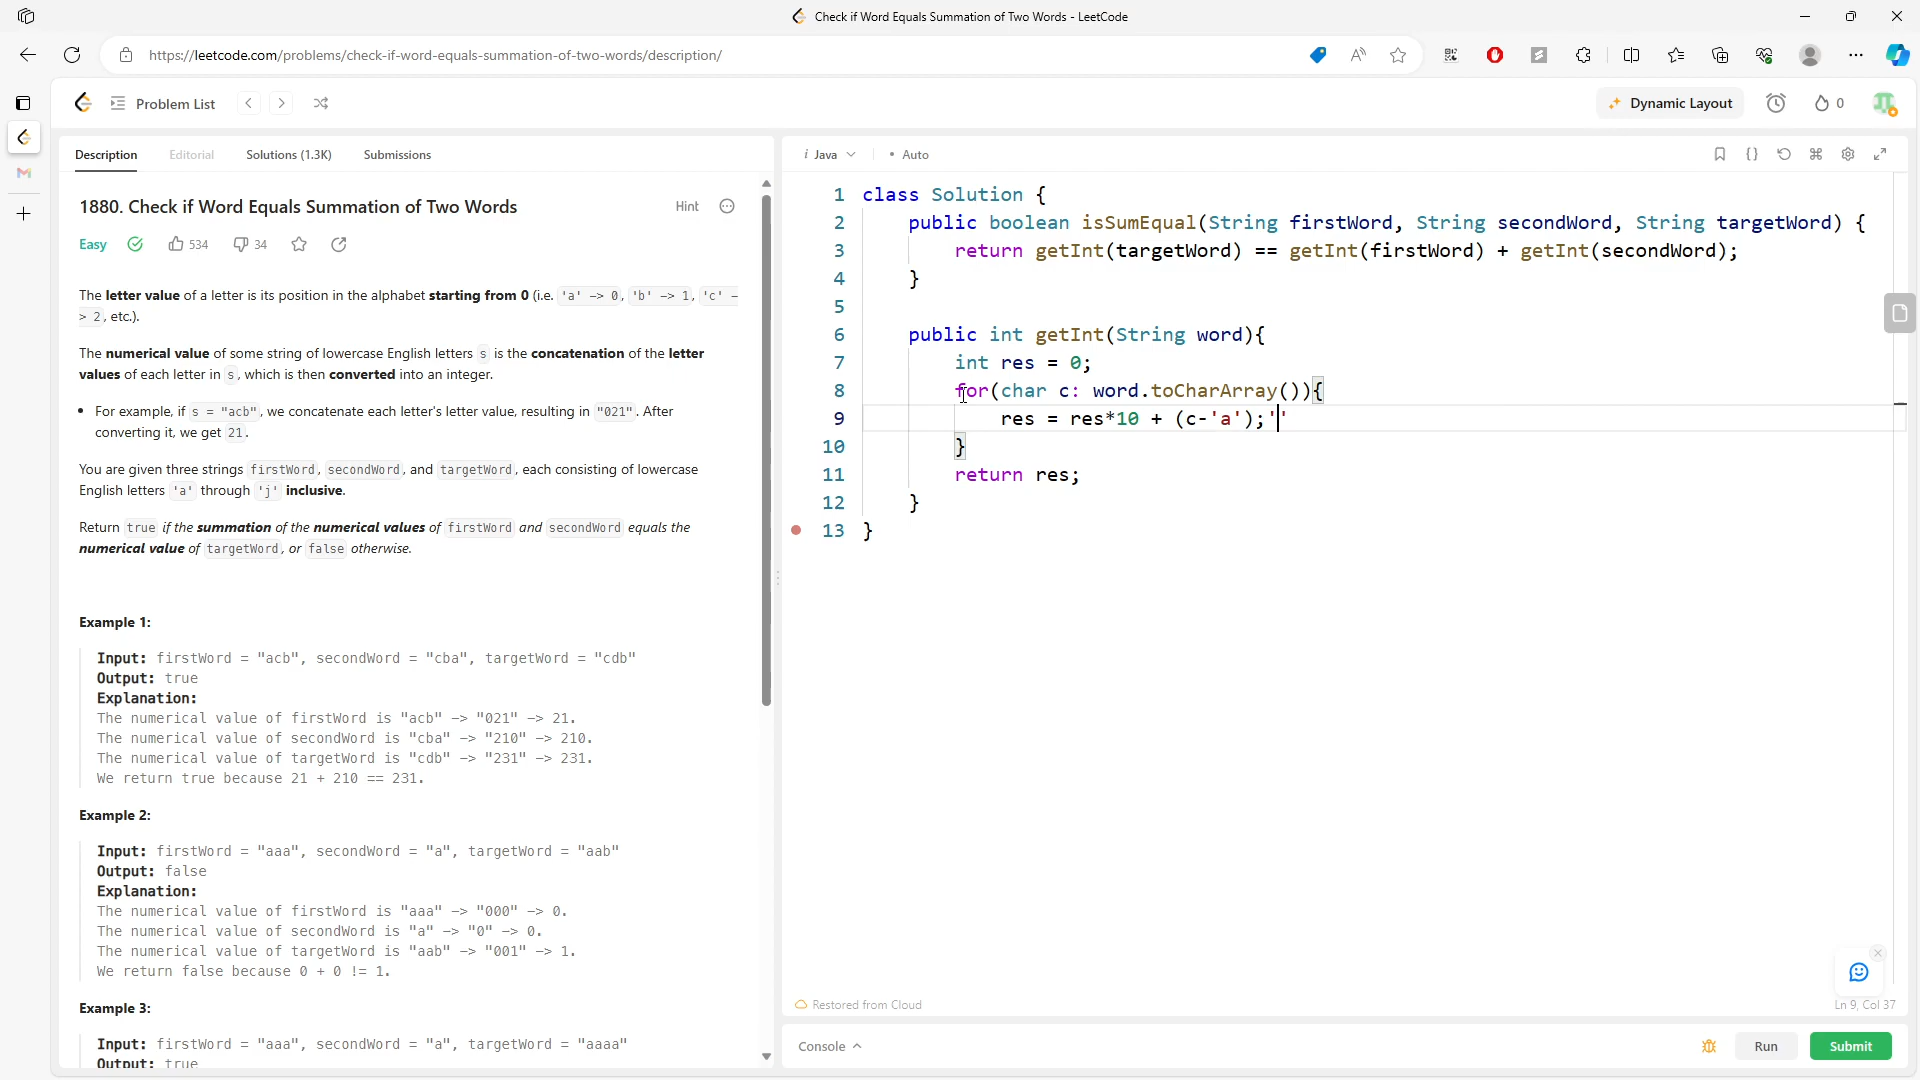 Check if Word Equals Summation of Two Words - LeetCode
https://leetcode.com/problems/check-if-word-equals-summation-of-two-words/description/
Problem List
Dynamic Layout
0
Description
Editorial
Solutions (1.3K)
Submissions
1880. Check if Word Equals Summation of Two Words
Hint
Easy
534
34
The letter value of a letter is its position in the alphabet starting from 0 (i.e. 'a' -> 0, 'b' -> 1, 'c' -
> 2, etc.).
The numerical value of some string of lowercase English letters s is the concatenation of the letter
values of each letter in s, which is then converted into an integer.
• For example, if s = "acb", we concatenate each letter's letter value, resulting in "021". After
converting it, we get 21.
You are given three strings firstWord, secondWord, and targetWord, each consisting of lowercase
English letters 'a' through 'j' inclusive.
Return true if the summation of the numerical values of firstWord and secondWord equals the
numerical value of targetWord, or false otherwise.
Example 1:
Input: firstWord = "acb", secondWord = "cba", targetWord = "cdb"
Output: true
Explanation:
The numerical value of firstWord is "acb" -> "021" -> 21.
The numerical value of secondWord is "cba" -> "210" -> 210.
The numerical value of targetWord is "cdb" -> "231" -> 231.
We return true because 21 + 210 == 231.
Example 2:
Input: firstWord = "aaa", secondWord = "a", targetWord = "aab"
Output: false
Explanation:
The numerical value of firstWord is "aaa" -> "000" -> 0.
The numerical value of secondWord is "a" -> "0" -> 0.
The numerical value of targetWord is "aab" -> "001" -> 1.
We return false because 0 + 0 != 1.
Example 3:
Input: firstWord = "aaa", secondWord = "a", targetWord = "aaaa"
Output: true
i Java
• Auto
1 class Solution {
2 public boolean isSumEqual(String firstWord, String secondWord, String targetWord) {
3 return getInt(targetWord) == getInt(firstWord) + getInt(secondWord);
4 }
5
6 public int getInt(String word){
7 int res = 0;
8 for(char c: word.toCharArray()){
9 res = res*10 + (c-'a');''
10 }
11 return res;
12 }
13 }
Restored from Cloud
Ln 9, Col 37
Console
Run
Submit